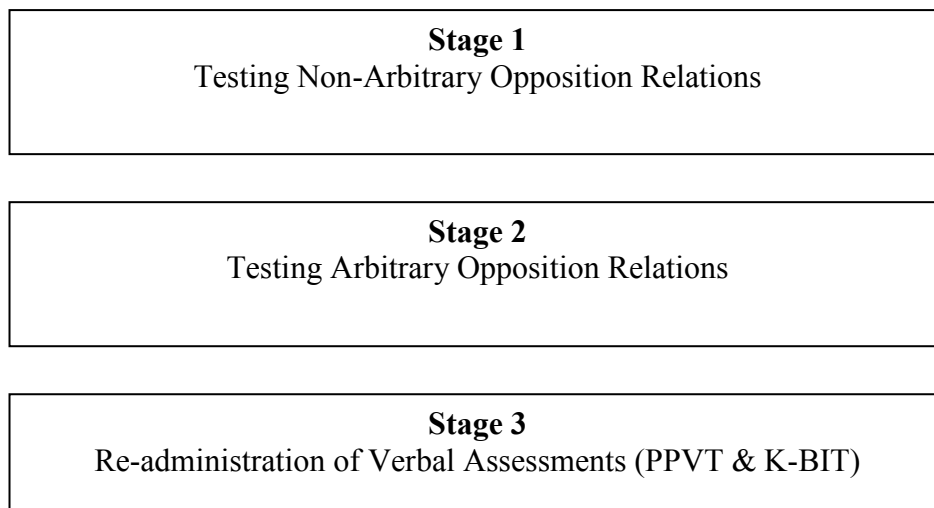 Stage 1
Testing Non-Arbitrary Opposition Relations
Stage 2
Testing Arbitrary Opposition Relations
Stage 3
Re-administration of Verbal Assessments (PPVT & K-BIT)